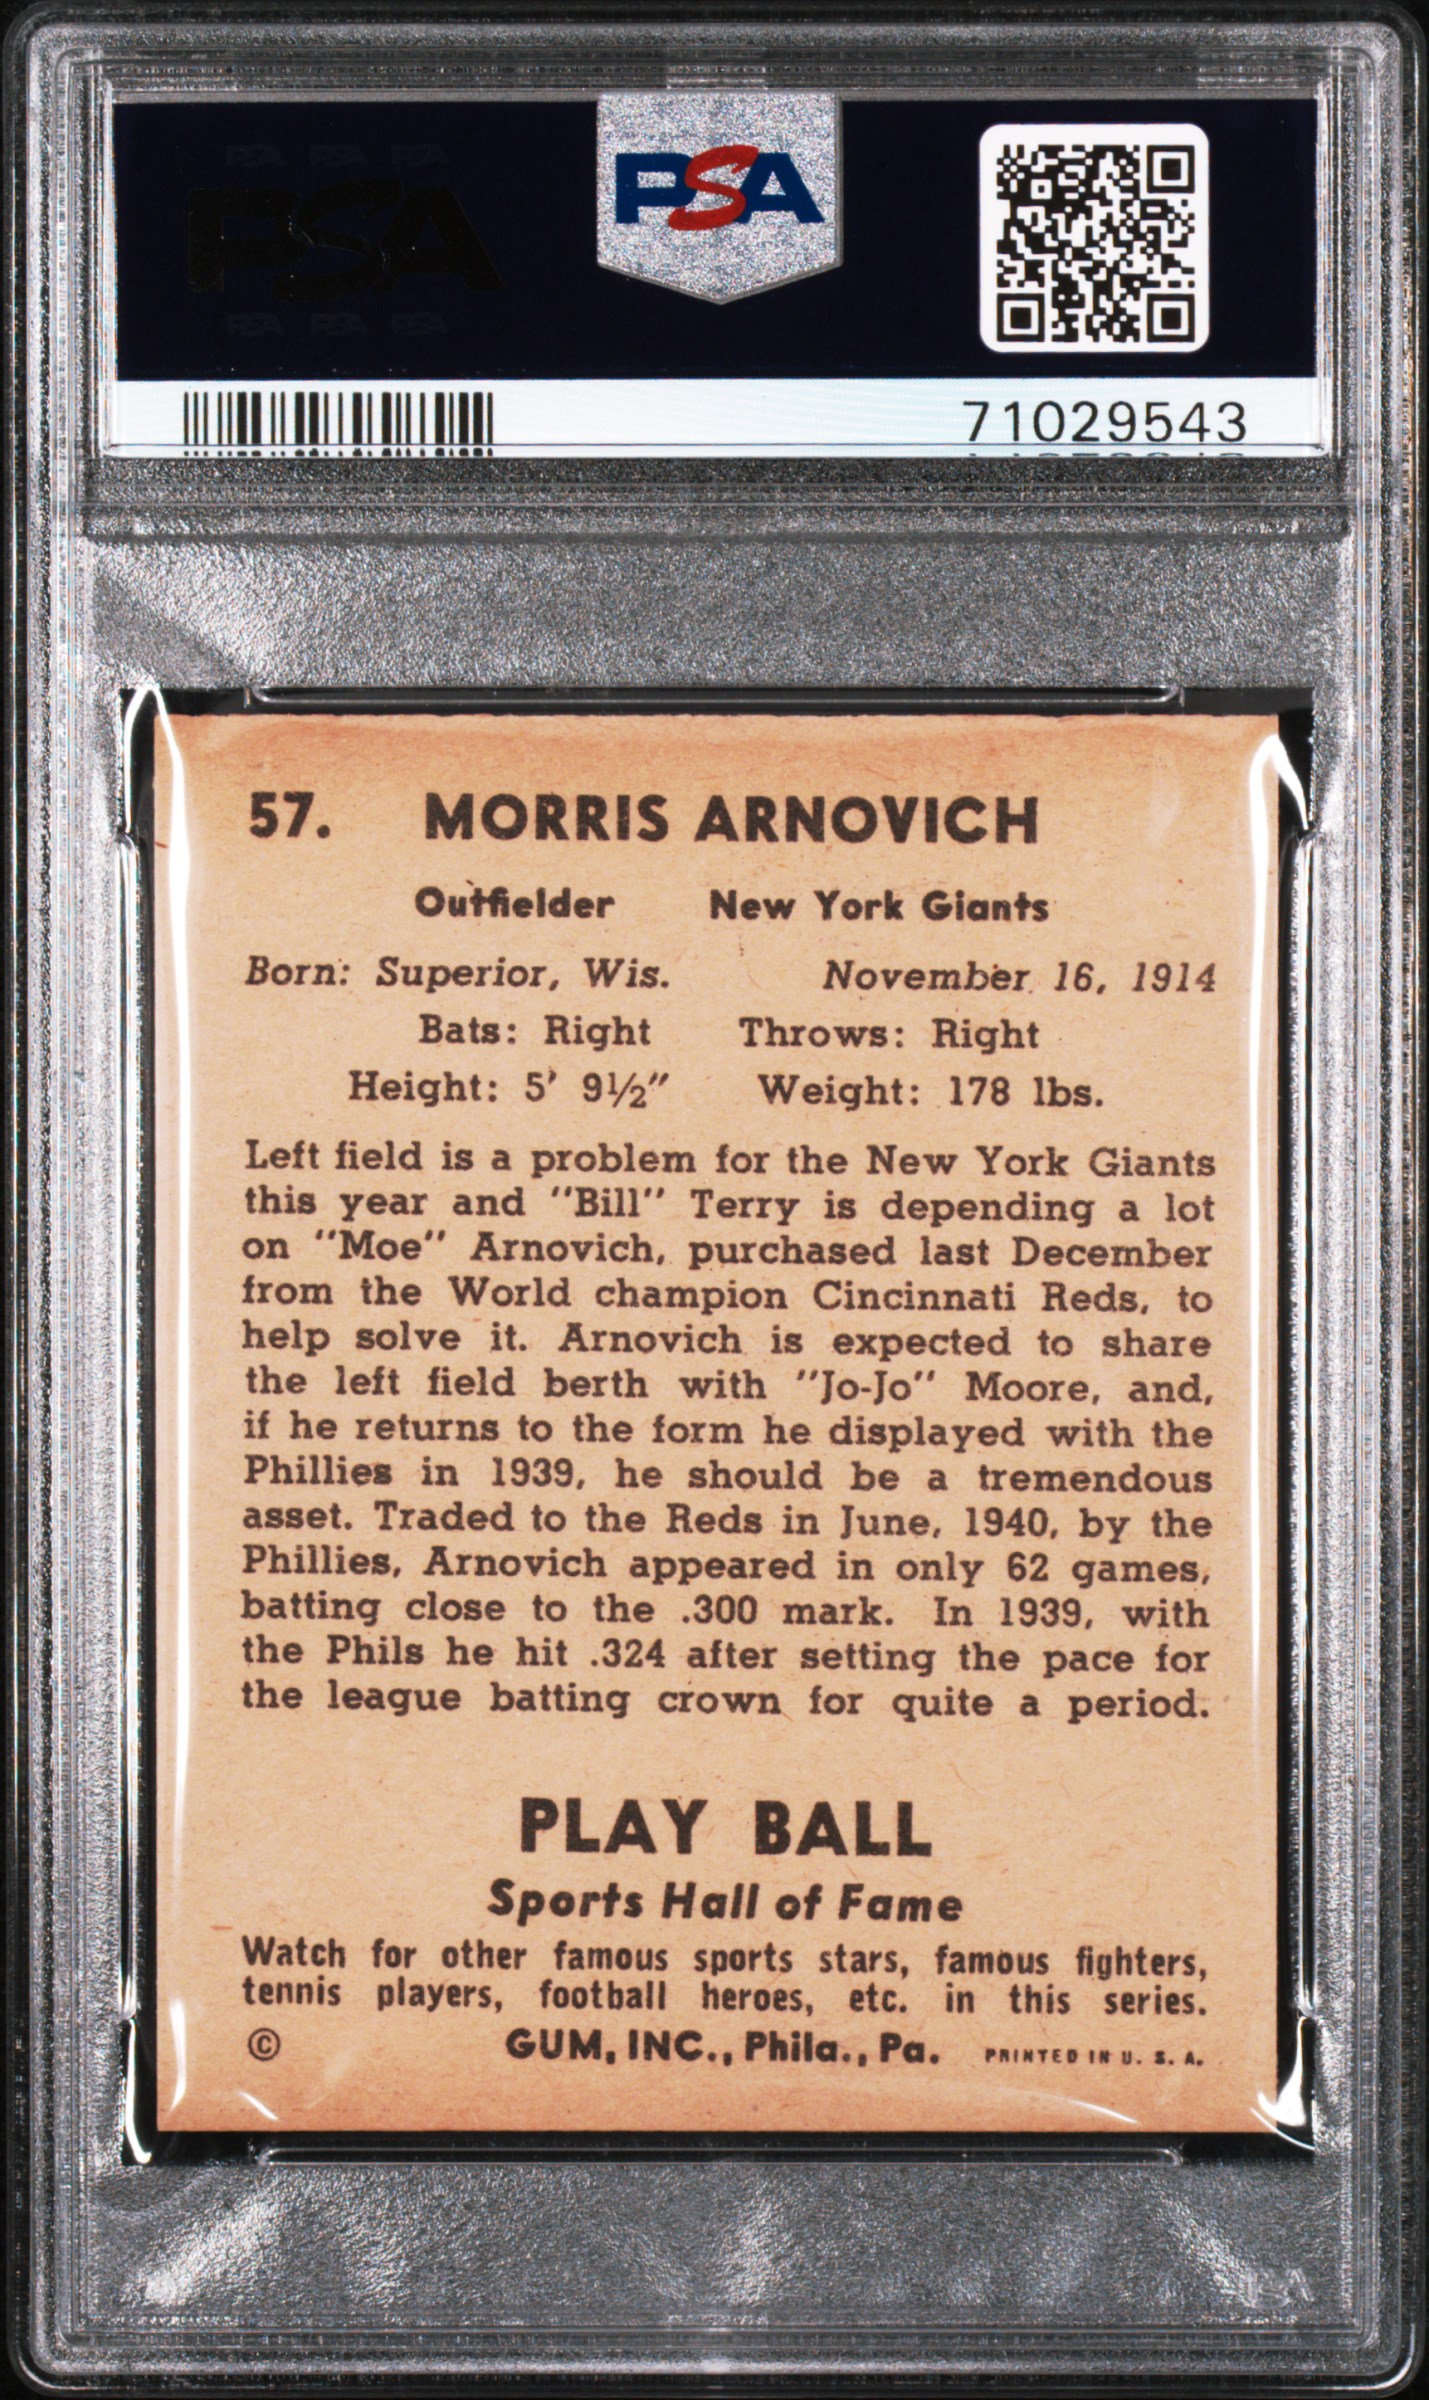 PSA
71029543
57. MORRIS ARNOVICH
Outfielder New York Giants
Born: Superior, Wis. November 16, 1914
Bats: Right Throws: Right
Height: 5' 9½" Weight: 178 lbs.
Left field is a problem for the New York Giants
this year and "Bill" Terry is depending a lot
on "Moe" Arnovich, purchased last December
from the World champion Cincinnati Reds, to
help solve it. Arnovich is expected to share
the left field berth with "Jo-Jo" Moore, and,
if he returns to the form he displayed with the
Phillies in 1939, he should be a tremendous
asset. Traded to the Reds in June, 1940, by the
Phillies, Arnovich appeared in only 62 games,
batting close to the .300 mark. In 1939, with
the Phils he hit .324 after setting the pace for
the league batting crown for quite a period.
PLAY BALL
Sports Hall of Fame
Watch for other famous sports stars, famous fighters,
tennis players, football heroes, etc. in this series.
© GUM, INC., Phila., Pa. PRINTED IN U. S. A.